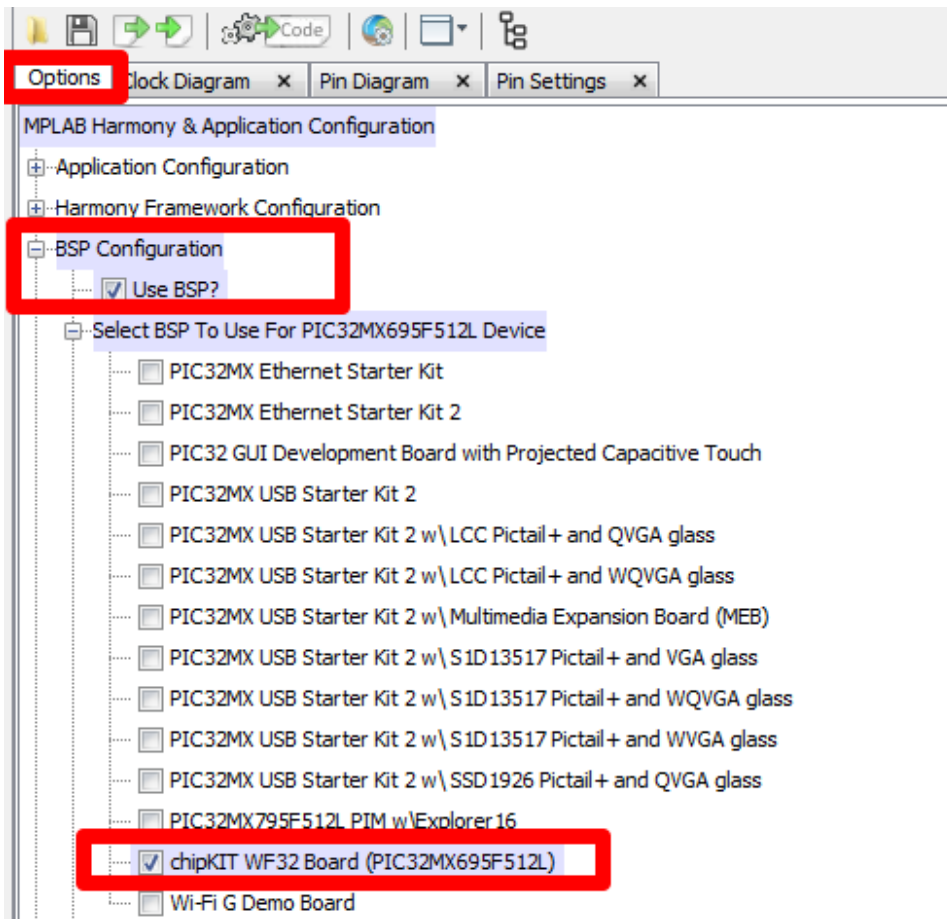 Code
Options Clock Diagram × Pin Diagram × Pin Settings ×
MPLAB Harmony & Application Configuration
Application Configuration
Harmony Framework Configuration
BSP Configuration
Use BSP?
Select BSP To Use For PIC32MX695F512L Device
PIC32MX Ethernet Starter Kit
PIC32MX Ethernet Starter Kit 2
PIC32 GUI Development Board with Projected Capacitive Touch
PIC32MX USB Starter Kit 2
PIC32MX USB Starter Kit 2 w\LCC Pictail+ and QVGA glass
PIC32MX USB Starter Kit 2 w\LCC Pictail+ and WQVGA glass
PIC32MX USB Starter Kit 2 w\Multimedia Expansion Board (MEB)
PIC32MX USB Starter Kit 2 w\S1D13517 Pictail+ and VGA glass
PIC32MX USB Starter Kit 2 w\S1D13517 Pictail+ and WQVGA glass
PIC32MX USB Starter Kit 2 w\S1D13517 Pictail+ and WVGA glass
PIC32MX USB Starter Kit 2 w\SSD1926 Pictail+ and QVGA glass
PIC32MX795F512L PIM w\Explorer16
chipKIT WF32 Board (PIC32MX695F512L)
Wi-Fi G Demo Board